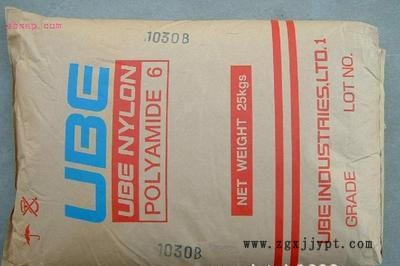 1030B
UBE
UBE NYLON
POLYAMIDE 6
NET WEIGHT 25kgs
UBE INDUSTRIES,LTD.1
GRADE
LOT NO.
1030B
www.zgxjjypt.com